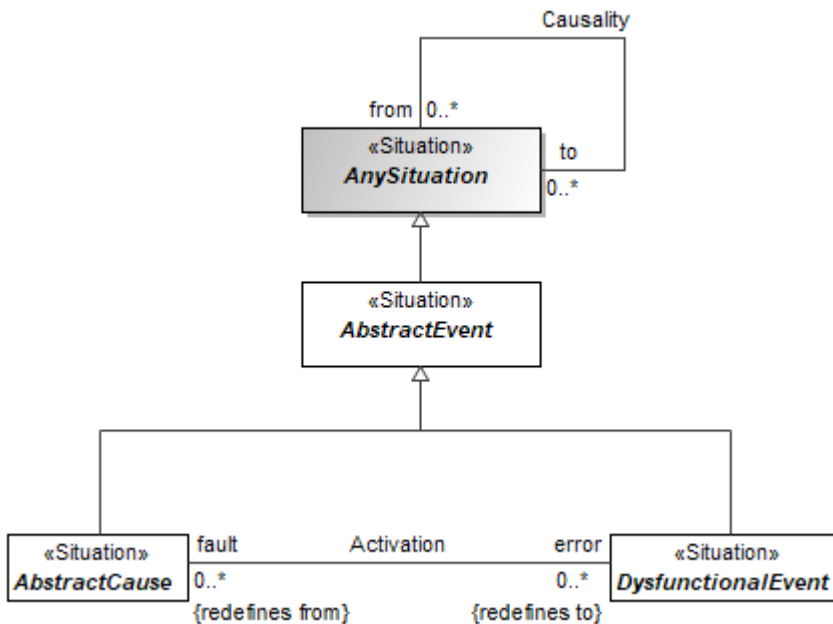 Causality
from 0..*
«Situation»
AnySituation
to
0..*
«Situation»
AbstractEvent
«Situation»
AbstractCause
fault
Activation
error
0..*
0..*
{redefines from}
{redefines to}
«Situation»
DysfunctionalEvent